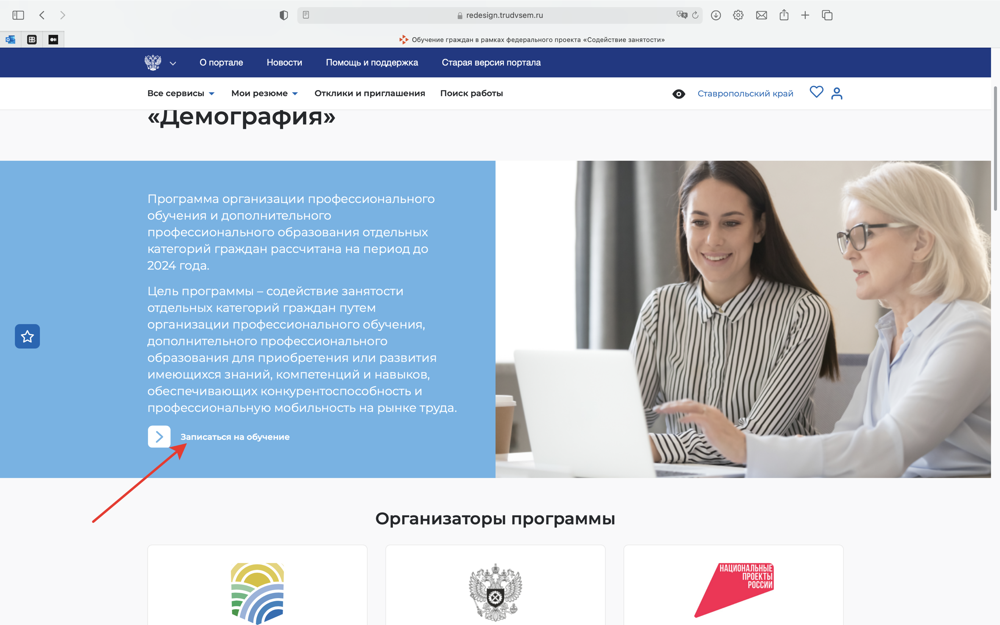 redesign.trudvsem.ru
Обучение граждан в рамках федерального проекта «Содействие занятости»
О портале
Новости
Помощь и поддержка
Старая версия портала
Все сервисы
Мои резюме
Отклики и приглашения
Поиск работы
Ставропольский край
«Демография»
Программа организации профессионального
обучения и дополнительного
профессионального образования отдельных
категорий граждан рассчитана на период до
2024 года.
Цель программы – содействие занятости
отдельных категорий граждан путем
организации профессионального обучения,
дополнительного профессионального
образования для приобретения или развития
имеющихся знаний, компетенций и навыков,
обеспечивающих конкурентоспособность и
профессиональную мобильность на рынке труда.
Записаться на обучение
Организаторы программы
НАЦИОНАЛЬНЫЕ
ПРОЕКТЫ
РОССИИ